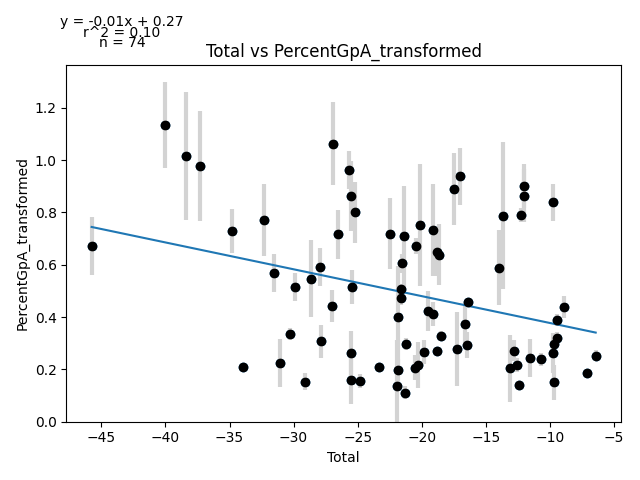 y = -0.01x + 0.27
r^2 = 0.10
n = 74
Total vs PercentGpA_transformed
PercentGpA_transformed
1.2
1.0
0.8
0.6
0.4
0.2
0.0
−45
−40
−35
−30
−25
−20
−15
−10
−5
Total